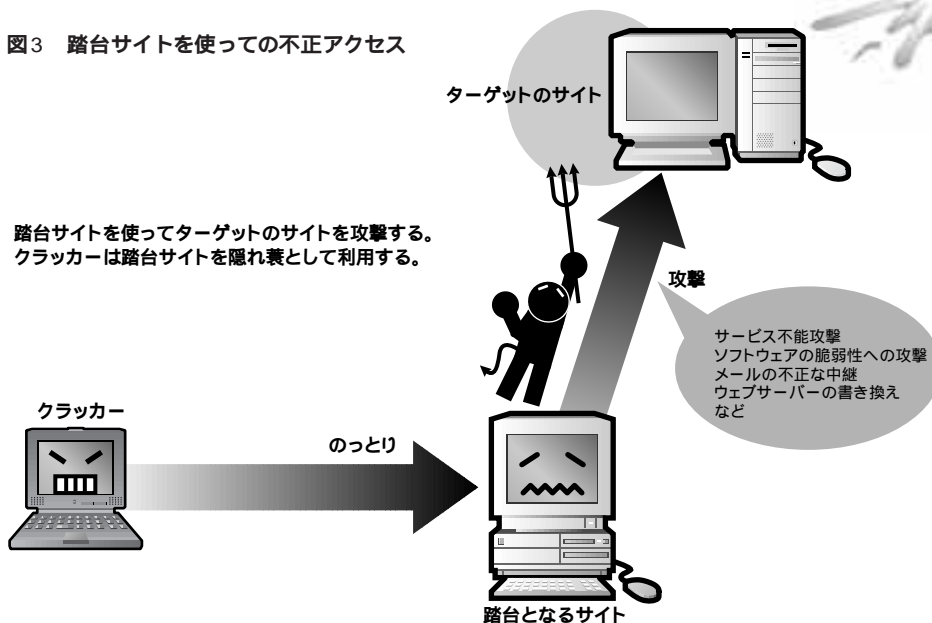 図3 踏台サイトを使っての不正アクセス
ターゲットのサイト
踏台サイトを使ってターゲットのサイトを攻撃する。
クラッカーは踏台サイトを隠れ蓑として利用する。
攻撃
サービス不能攻撃
ソフトウェアの脆弱性への攻撃
メールの不正な中継
ウェブサーバーの書き換え
など
クラッカー
のっとり
踏台となるサイト